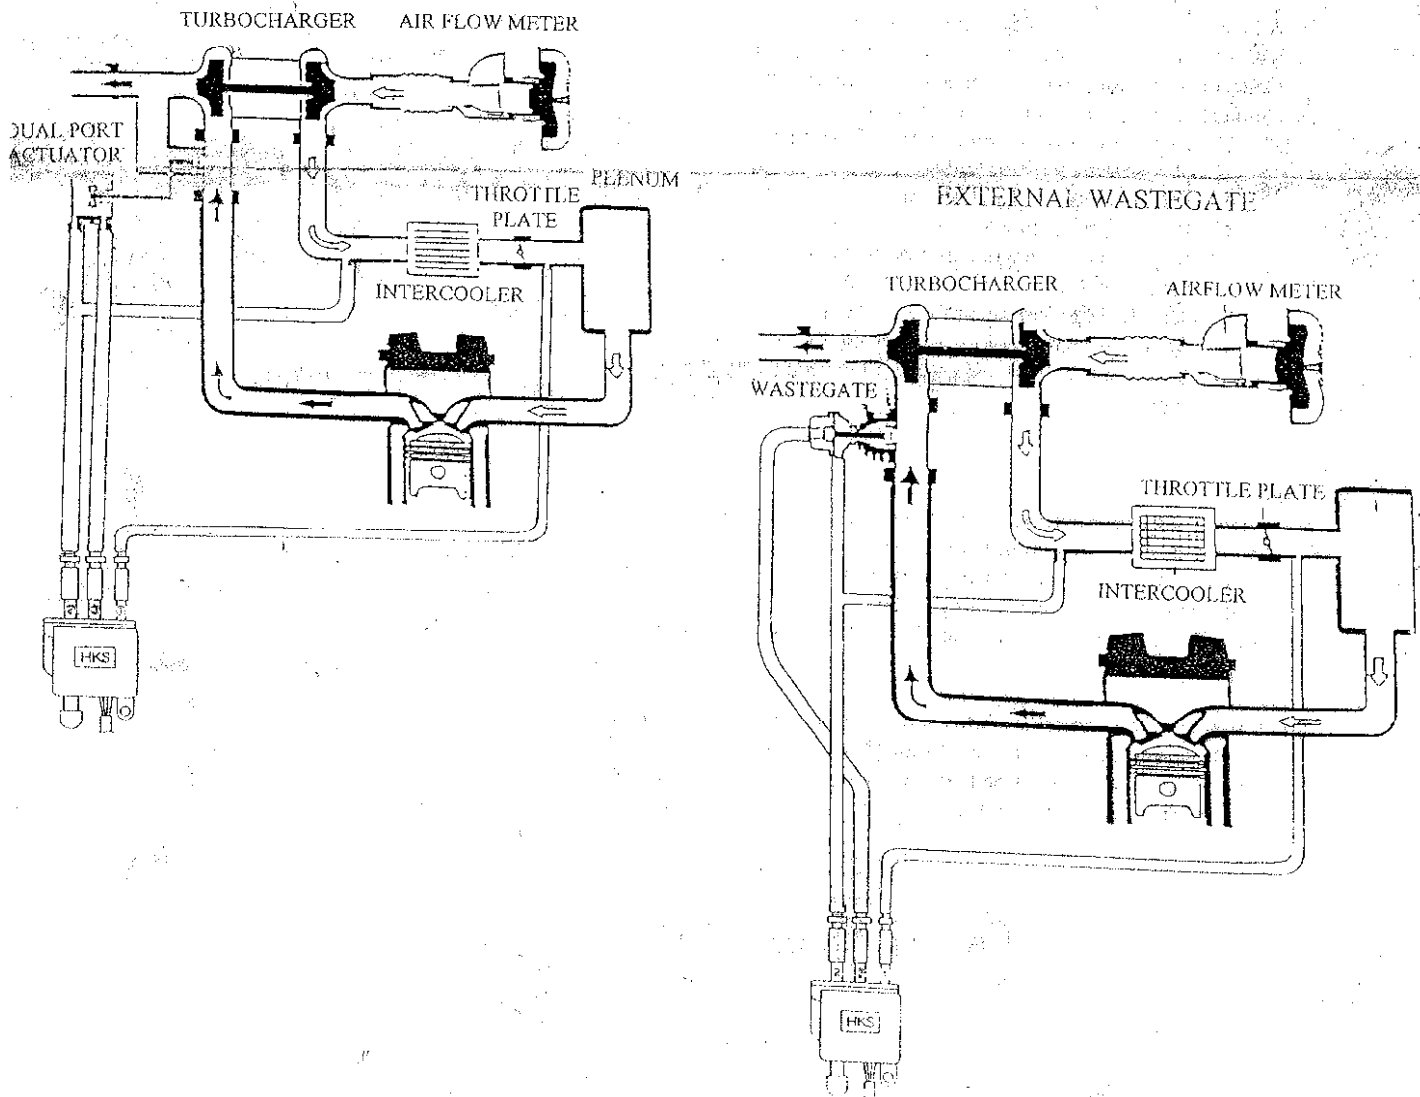 TURBOCHARGER
AIR FLOW METER
DUAL PORT
ACTUATOR
THROTTLE
PLATE
PLENUM
INTERCOOLER
HKS
EXTERNAL WASTEGATE
TURBOCHARGER
AIRFLOW METER
WASTEGATE
THROTTLE PLATE
INTERCOOLER
HKS